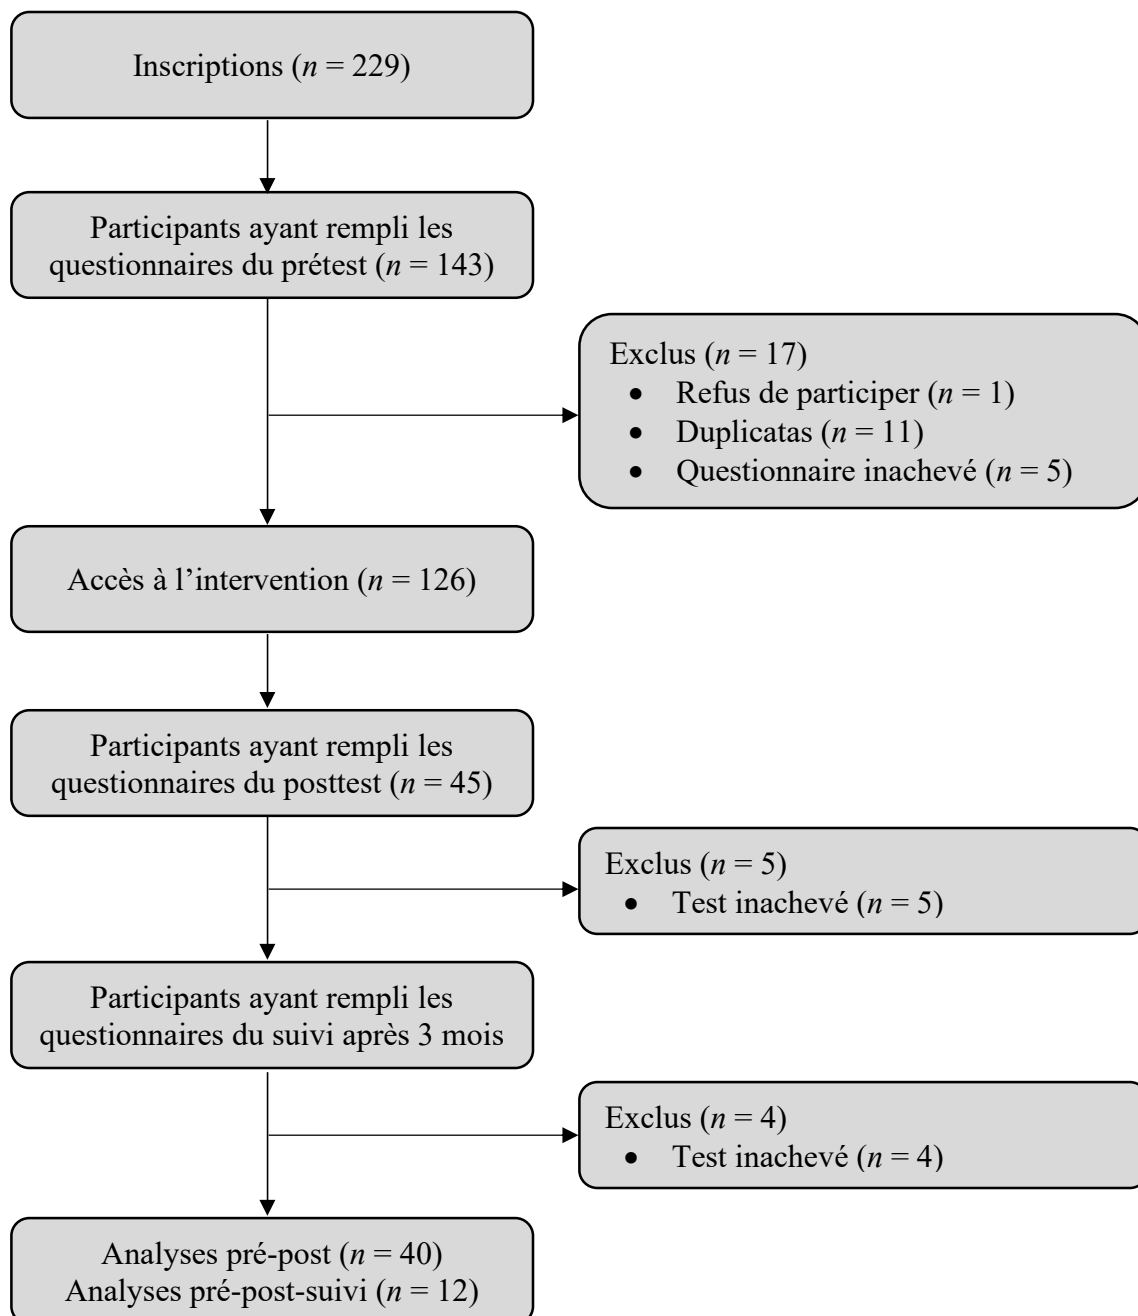 Inscriptions (n = 229)
Participants ayant rempli les
questionnaires du prétest (n = 143)
Exclus (n = 17)
• Refus de participer (n = 1)
• Duplicatas (n = 11)
• Questionnaire inachevé (n = 5)
Accès à l’intervention (n = 126)
Participants ayant rempli les
questionnaires du posttest (n = 45)
Exclus (n = 5)
• Test inachevé (n = 5)
Participants ayant rempli les
questionnaires du suivi après 3 mois
Exclus (n = 4)
• Test inachevé (n = 4)
Analyses pré-post (n = 40)
Analyses pré-post-suivi (n = 12)